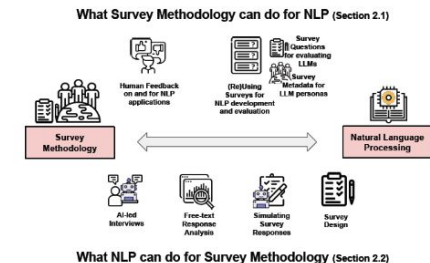 What Survey Methodology can do for NLP (Section 2.1)
Human Feedback
on and for NLP
applications
(Re)Using
Surveys for
NLP development
and evaluation
Survey
Questions
for evaluating
LLMs
Survey
Metadata for
LLM personas
Survey
Methodology
Natural Language
Processing
AI-led
Interviews
Free-text
Response
Analysis
Simulating
Survey
Responses
Survey
Design
What NLP can do for Survey Methodology (Section 2.2)